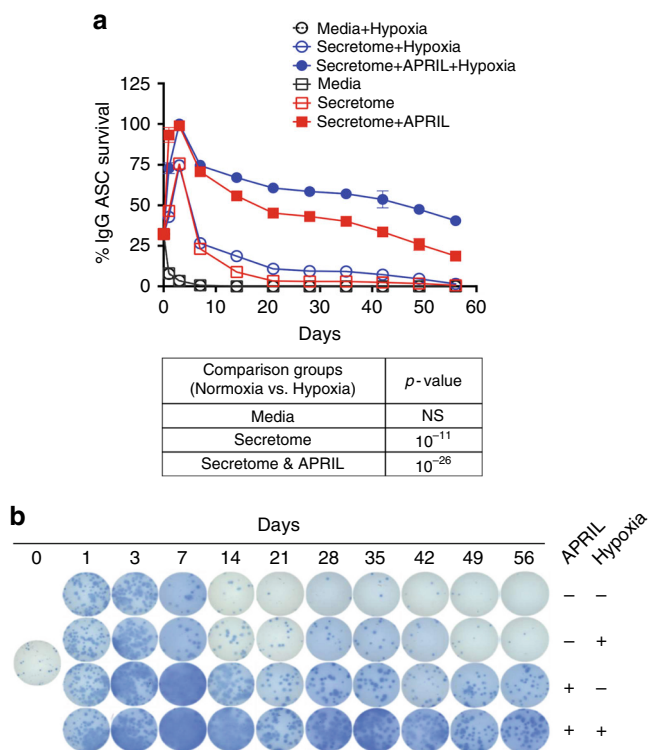 a
Media+Hypoxia
Secretome+Hypoxia
Secretome+APRIL+Hypoxia
Media
Secretome
Secretome+APRIL
% IgG ASC survival
125
100
75
50
25
0
0 10 20 30 40 50 60
Days
Comparison groups (Normoxia vs. Hypoxia) p-value
Media NS
Secretome 10⁻¹¹
Secretome & APRIL 10⁻²⁶
b
Days
0 1 3 7 14 21 28 35 42 49 56 APRIL Hypoxia
– –
– +
+ –
+ +